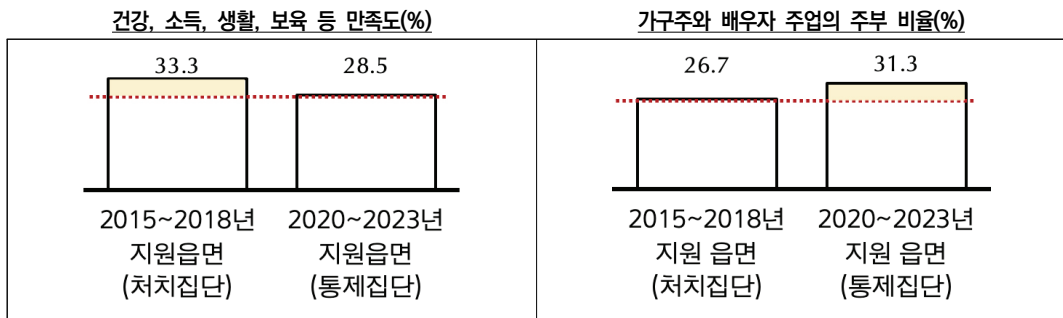 건강, 소득, 생활, 보육 등 만족도(%)
33.3
28.5
2015~2018년
지원읍면
(처치집단)
2020~2023년
지원읍면
(통제집단)
가구주와 배우자 주업의 주부 비율(%)
26.7
31.3
2015~2018년
지원 읍면
(처치집단)
2020~2023년
지원 읍면
(통제집단)